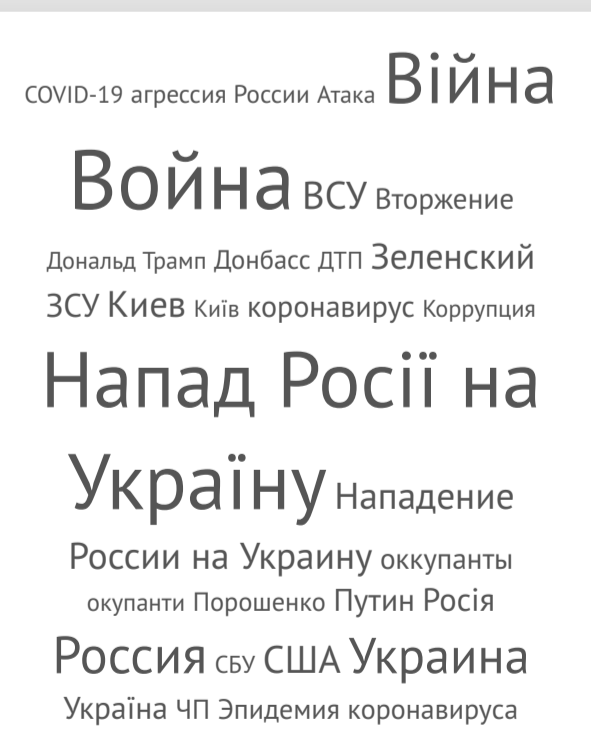 COVID-19 агрессия России Атака Війна
Война ВСУ Вторжение
Дональд Трамп Донбасс ДТП Зеленский
ЗСУ Киев Київ коронавирус Коррупция
Напад Росії на
Україну Нападение
России на Украину оккупанты
окупанти Порошенко Путин Росія
Россия СБУ США Украина
Україна ЧП Эпидемия коронавируса